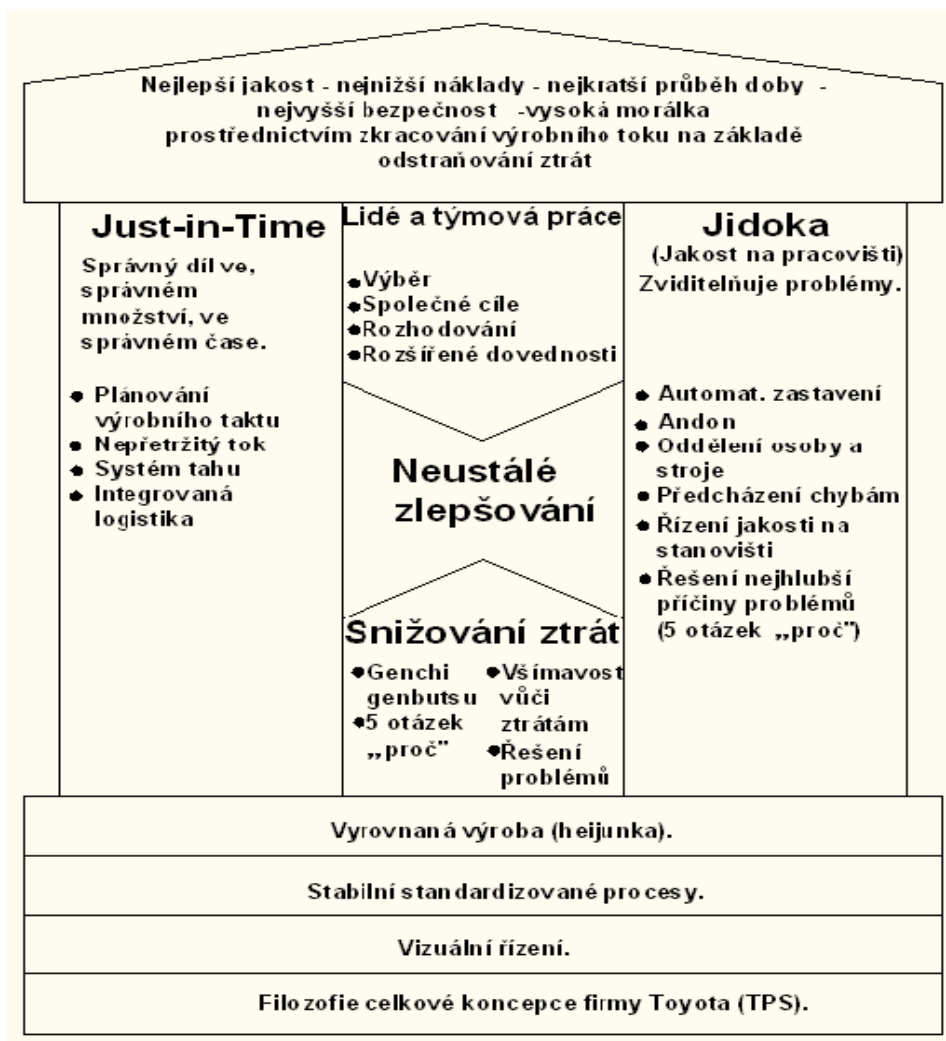 Nejlepší jakost - nejnižší náklady - nejkratší průběh doby -
nejvyšší bezpečnost -vysoká morálka
prostřednictvím zkracování výrobního toku na základě
odstraňování ztrát
Just-in-Time
Správný díl ve,
správném
množství, ve
správném čase.
● Plánování
výrobního taktu
● Nepřetržitý tok
● Systém tahu
● Integrovaná
logistika
Lidé a týmová práce
●Výběr
●Společné cíle
●Rozhodování
●Rozšířené dovednosti
Neustálé
zlepšování
Snižování ztrát
●Genchi
genbutsu
●5 otázek
„proč"
●Všímavost
vůči
ztrátám
●Řešení
problémů
Jidoka
(Jakost na pracovišti)
Zviditelňuje problémy.
● Automat. zastavení
● Andon
● Oddělení osoby a
stroje
● Předcházení chybám
● Řízení jakosti na
stanovišti
● Řešení nejhlubší
příčiny problémů
(5 otázek „proč")
Vyrovnaná výroba (heijunka).
Stabilní standardizované procesy.
Vizuální řízení.
Filozofie celkové koncepce firmy Toyota (TPS).